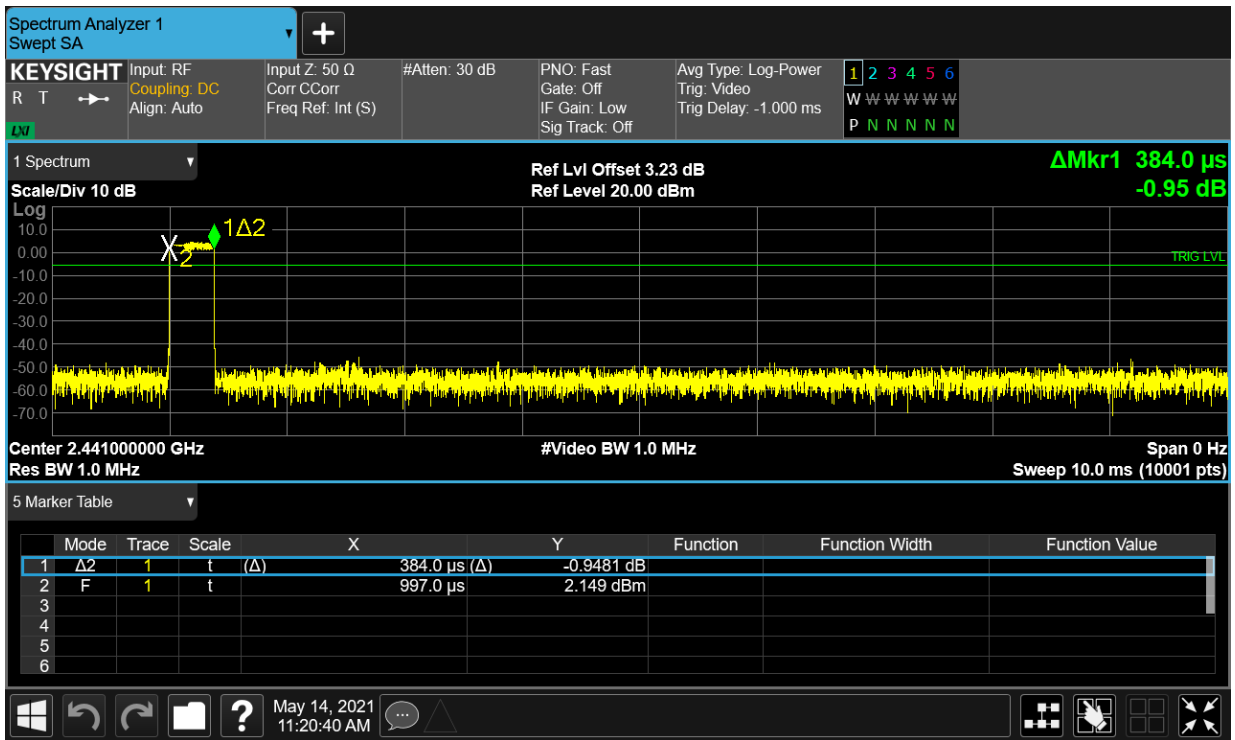 Spectrum Analyzer 1
Swept SA
KEYSIGHT
R T
LXI
Input: RF
Coupling: DC
Align: Auto
Input Z: 50 Ω
Corr CCorr
Freq Ref: Int (S)
#Atten: 30 dB
PNO: Fast
Gate: Off
IF Gain: Low
Sig Track: Off
Avg Type: Log-Power
Trig: Video
Trig Delay: -1.000 ms
1 2 3 4 5 6
W W W W W W
P N N N N N
1 Spectrum
Scale/Div 10 dB
Ref Lvl Offset 3.23 dB
Ref Level 20.00 dBm
ΔMkr1 384.0 µs
-0.95 dB
Log
10.0
0.00
-10.0
-20.0
-30.0
-40.0
-50.0
-60.0
-70.0
1Δ2
2
TRIG LVL
Center 2.441000000 GHz
#Video BW 1.0 MHz
Span 0 Hz
Res BW 1.0 MHz
Sweep 10.0 ms (10001 pts)
5 Marker Table
Mode Trace Scale X Y Function Function Width Function Value
1 Δ2 1 t (Δ) 384.0 µs (Δ) -0.9481 dB
2 F 1 t 997.0 µs 2.149 dBm
3
4
5
6
?
May 14, 2021
11:20:40 AM